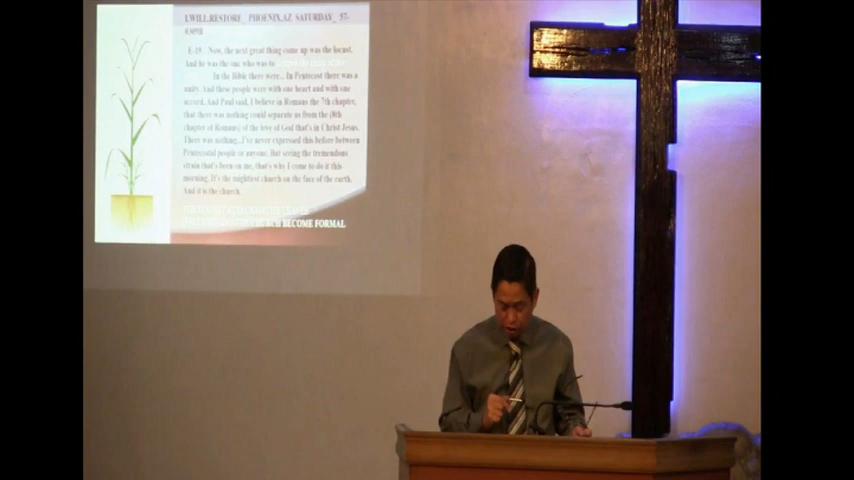 I.WILL.RESTORE_ PHOENIX.AZ SATURDAY_ 57-
0309B
E-19 Now, the next great thing come up was the locust.
And he was the one who was to
In the Bible there were... In Pentecost there was a
unity. And these people were with one heart and with one
accord. And Paul said, I believe in Romans the 7th chapter,
that there was nothing could separate us from the (8th
chapter of Romans) of the love of God that's in Christ Jesus.
There was nothing...I've never expressed this before between
Pentecostal people or anyone. But seeing the tremendous
strain that's been on me, that's why I come to do it this
morning. It's the mightiest church on the face of the earth.
And it is the church.
BECOME FORMAL